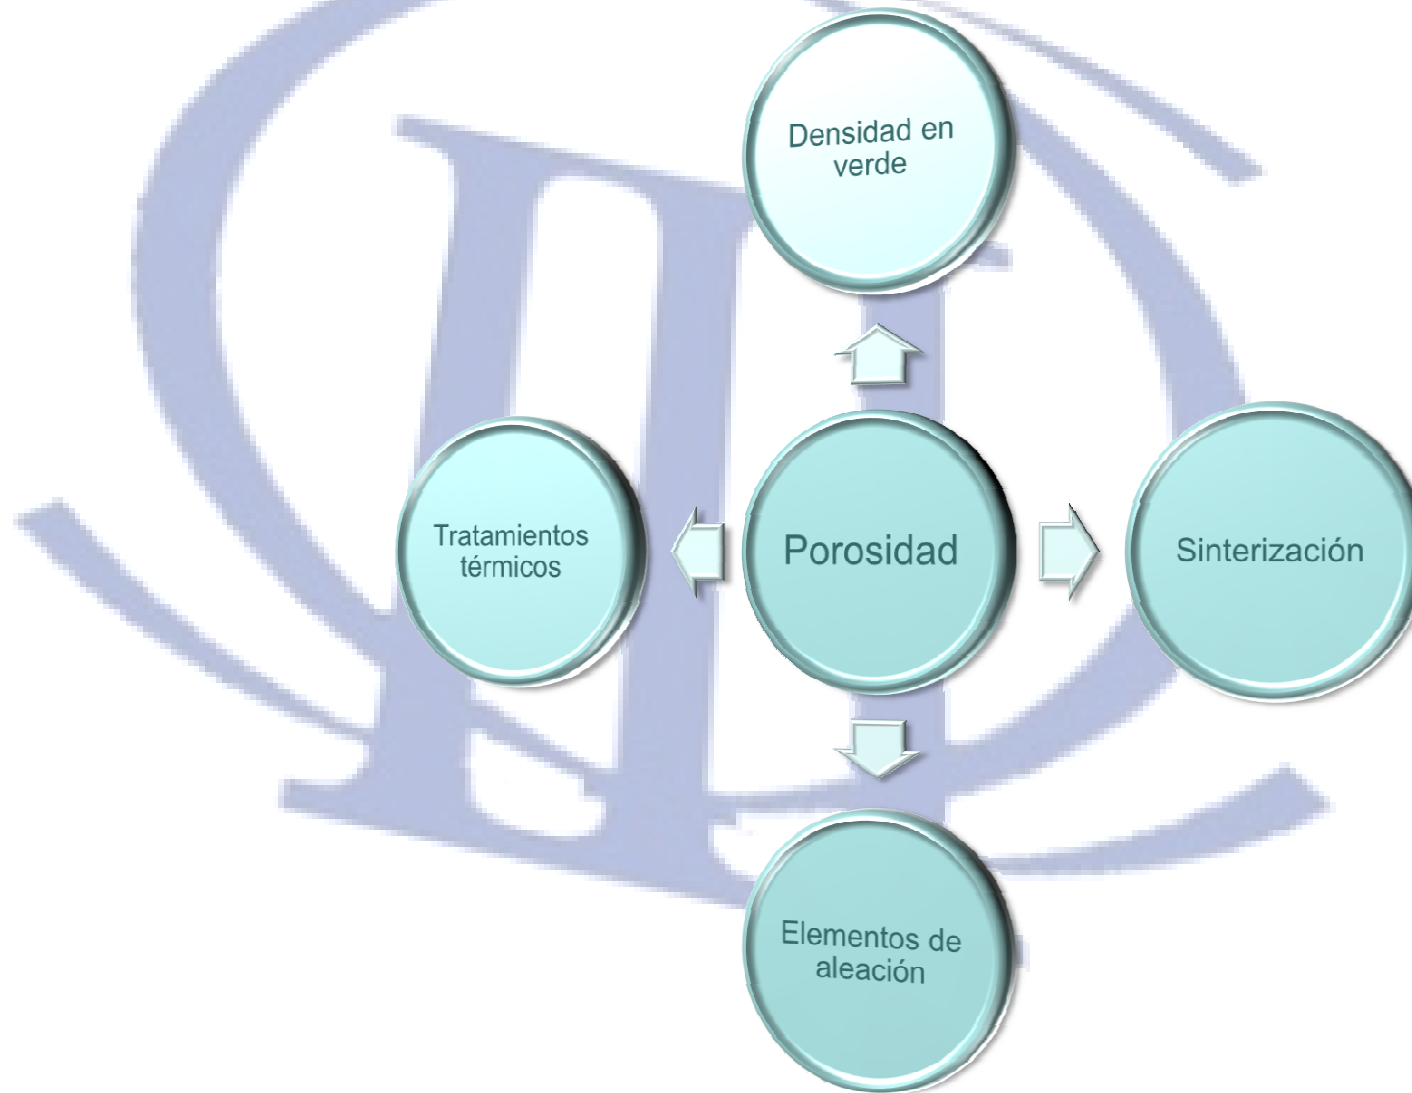 Densidad en
verde
Tratamientos
térmicos
Porosidad
Sinterización
Elementos de
aleación